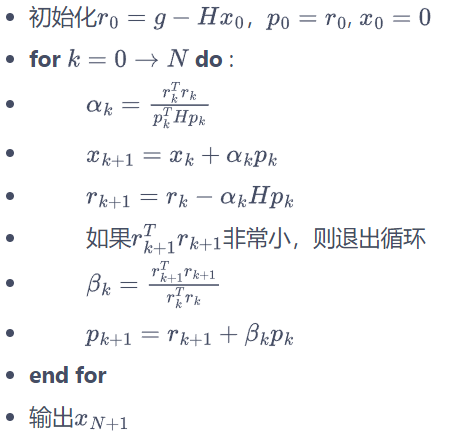 初始化$r_0 = g - Hx_0$，$p_0 = r_0$, $x_0 = 0$
for $k = 0 \rightarrow N$ do :
$\alpha_k = \frac{r_k^T r_k}{p_k^T H p_k}$
$x_{k+1} = x_k + \alpha_k p_k$
$r_{k+1} = r_k - \alpha_k H p_k$
如果$r_{k+1}^T r_{k+1}$非常小，则退出循环
$\beta_k = \frac{r_{k+1}^T r_{k+1}}{r_k^T r_k}$
$p_{k+1} = r_{k+1} + \beta_k p_k$
end for
输出$x_{N+1}$